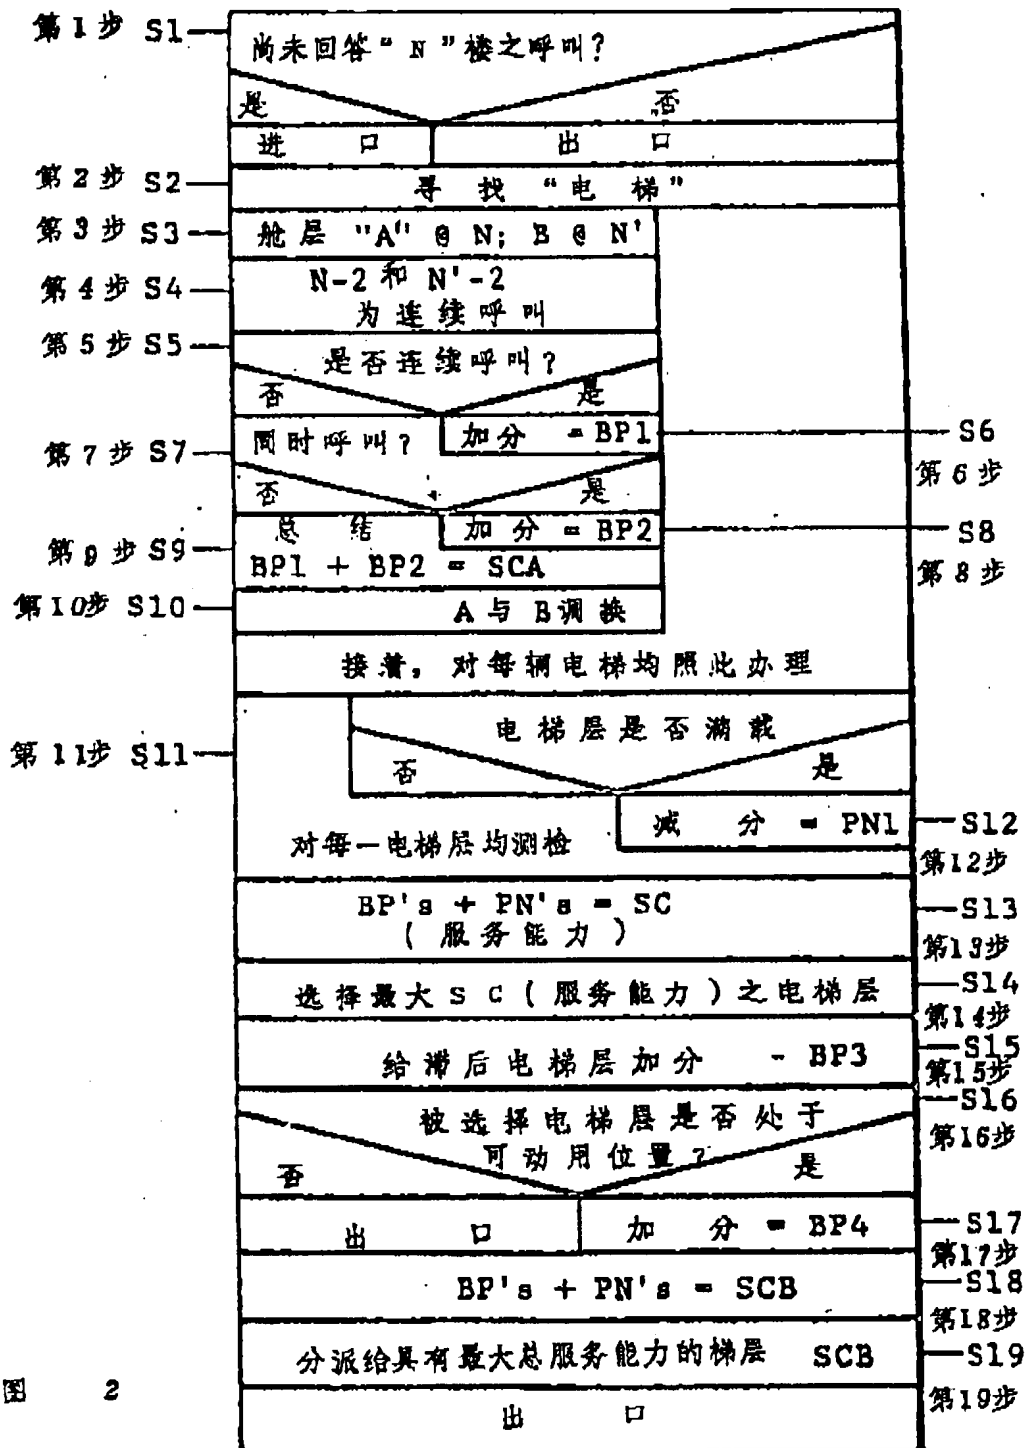 第1步 S1
尚未回答“N”楼之呼叫?
是 否
进 口 出 口
第2步 S2
寻 找 “电 梯”
第3步 S3
舱层 "A" @ N; B @ N'
第4步 S4
N-2 和 N'-2
为连续呼叫
第5步 S5
是否连续呼叫?
否 是
加分 = BP1
S6
第6步
第7步 S7
同时呼叫?
否 是
总 结
加分 = BP2
S8
第8步
第9步 S9
BP1 + BP2 = SCA
第10步 S10
A与B调换
接着,对每辆电梯均照此办理
第11步 S11
电梯层是否满载
否 是
减 分 = PN1
S12
第12步
对每一电梯层均测检
BP's + PN's = SC
(服务能力)
S13
第13步
选择最大SC(服务能力)之电梯层
S14
第14步
给滞后电梯层加分 - BP3
S15
第15步
被选择电梯层是否处于
可动用位置?
S16
第16步
否 是
出 口
加 分 = BP4
S17
第17步
BP's + PN's = SCB
S18
第18步
分派给具有最大总服务能力的梯层 SCB
S19
第19步
出 口
图 2